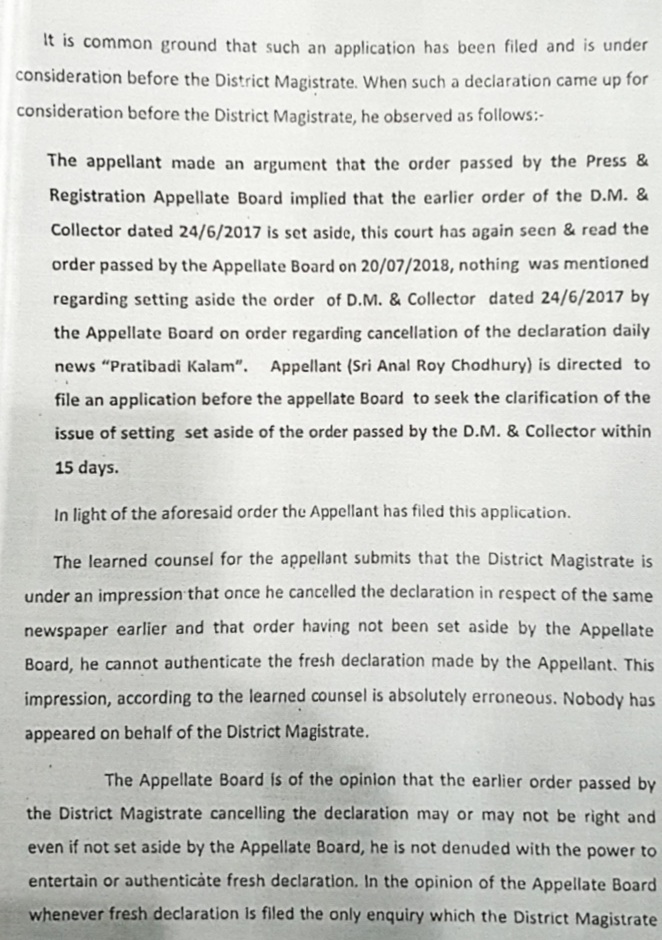 It is common ground that such an application has been filed and is under
consideration before the District Magistrate. When such a declaration came up for
consideration before the District Magistrate, he observed as follows:-
The appellant made an argument that the order passed by the Press &
Registration Appellate Board implied that the earlier order of the D.M. &
Collector dated 24/6/2017 is set aside, this court has again seen & read the
order passed by the Appellate Board on 20/07/2018, nothing was mentioned
regarding setting aside the order of D.M. & Collector dated 24/6/2017 by
the Appellate Board on order regarding cancellation of the declaration daily
news “Pratibadi Kalam”. Appellant (Sri Anal Roy Chodhury) is directed to
file an application before the appellate Board to seek the clarification of the
issue of setting set aside of the order passed by the D.M. & Collector within
15 days.
In light of the aforesaid order the Appellant has filed this application.
The learned counsel for the appellant submits that the District Magistrate is
under an impression that once he cancelled the declaration in respect of the same
newspaper earlier and that order having not been set aside by the Appellate
Board, he cannot authenticate the fresh declaration made by the Appellant. This
impression, according to the learned counsel is absolutely erroneous. Nobody has
appeared on behalf of the District Magistrate.
The Appellate Board is of the opinion that the earlier order passed by
the District Magistrate cancelling the declaration may or may not be right and
even if not set aside by the Appellate Board, he is not denuded with the power to
entertain or authenticate fresh declaration. In the opinion of the Appellate Board
whenever fresh declaration is filed the only enquiry which the District Magistrate